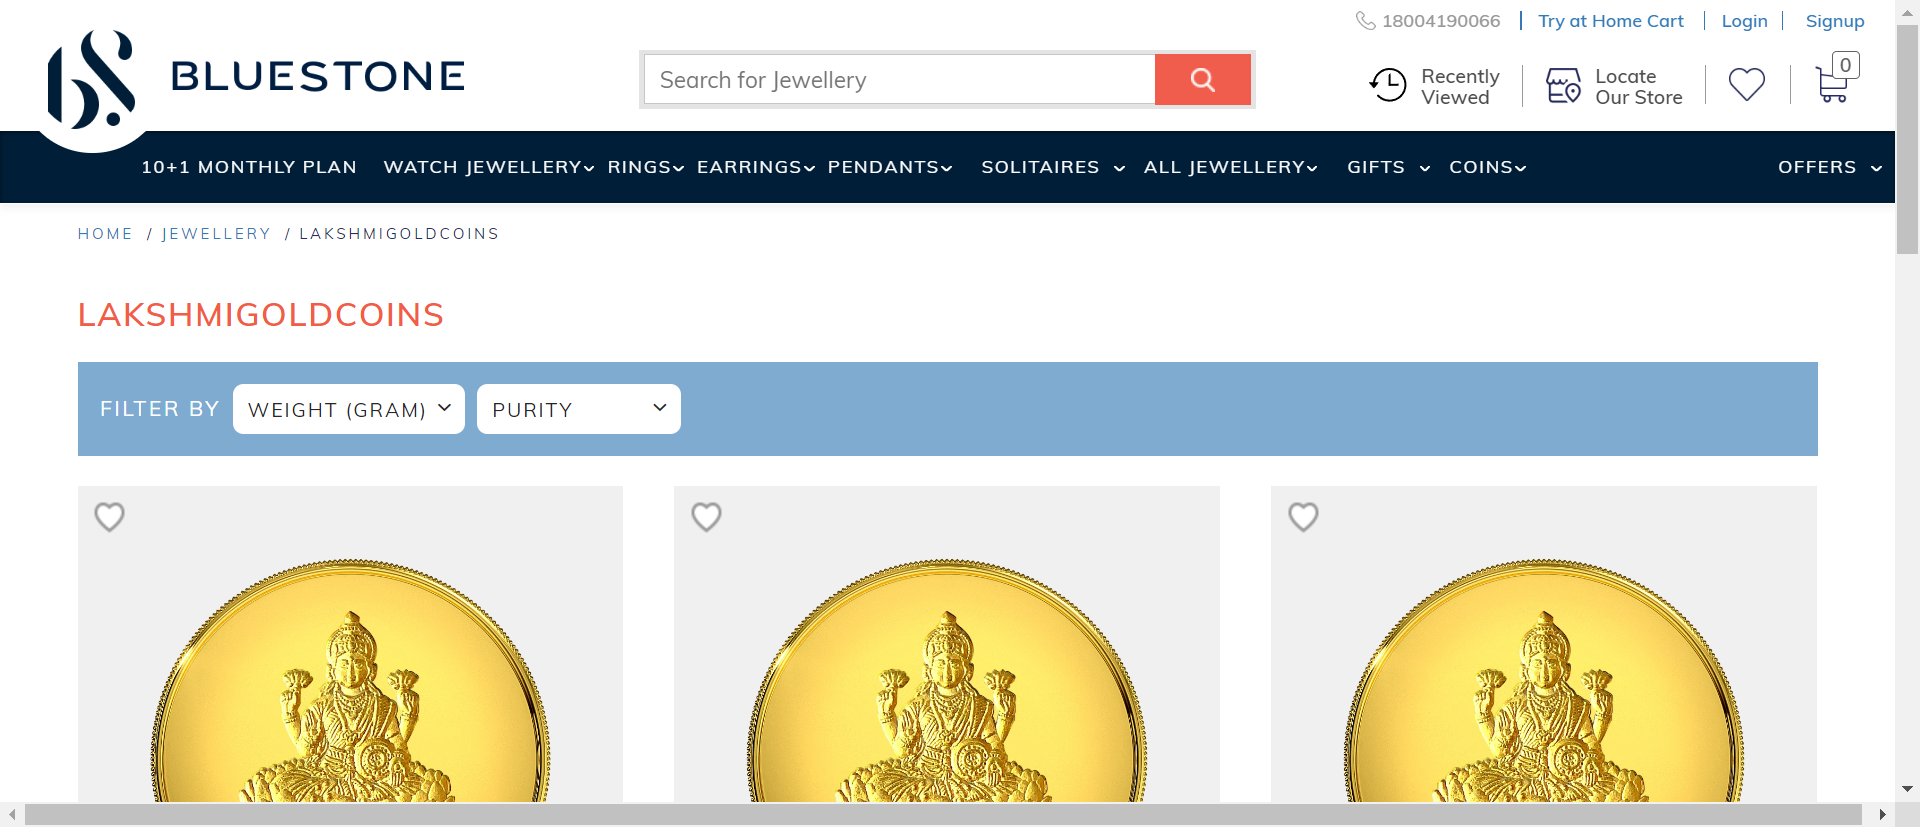 18004190066 Try at Home Cart Login Signup
BLUESTONE
Search for Jewellery
Recently
Viewed
Locate
Our Store
0
10+1 MONTHLY PLAN WATCH JEWELLERY RINGS EARRINGS PENDANTS SOLITAIRES ALL JEWELLERY GIFTS COINS OFFERS
HOME / JEWELLERY / LAKSHMIGOLDCOINS
LAKSHMIGOLDCOINS
FILTER BY WEIGHT (GRAM) PURITY